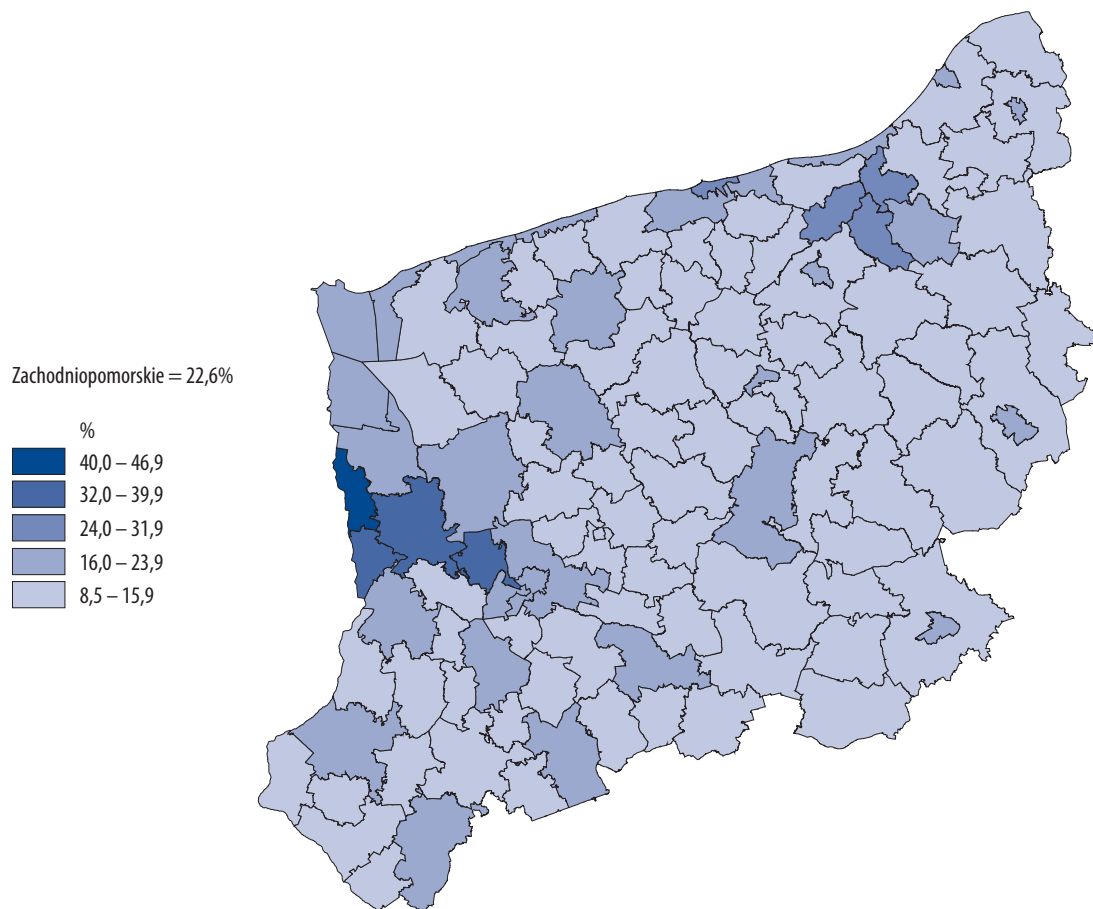 Zachodniopomorskie = 22,6%
%
40,0 – 46,9
32,0 – 39,9
24,0 – 31,9
16,0 – 23,9
8,5 – 15,9